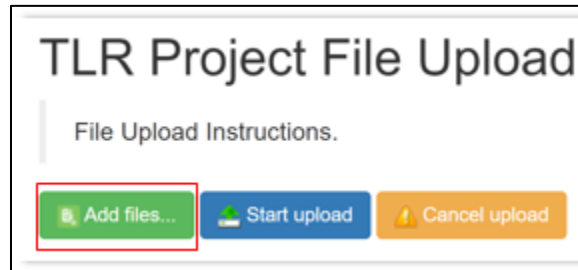 TLR Project File Upload
File Upload Instructions.
Add files... Start upload Cancel upload